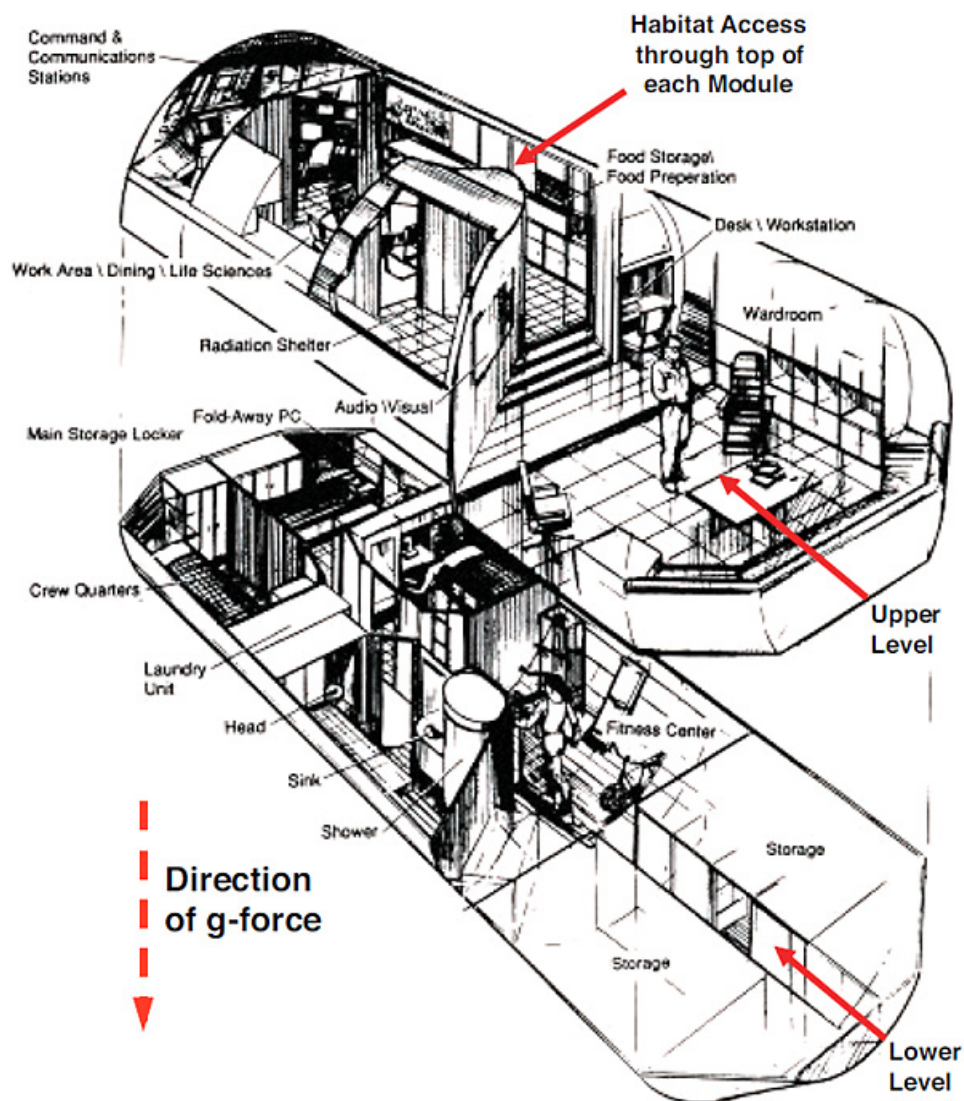 Command &
Communications
Stations
Habitat Access
through top of
each Module
Food Storage\
Food Preperation
Desk \ Workstation
Work Area \ Dining \ Life Sciences
Wardroom
Radiation Shelter
Audio \Visual
Fold-Away PC
Main Storage Locker
Crew Quarters
Upper
Level
Laundry
Unit
Head
Fitness Center
Sink
Shower
Storage
Direction
of g-force
Storage
Lower
Level